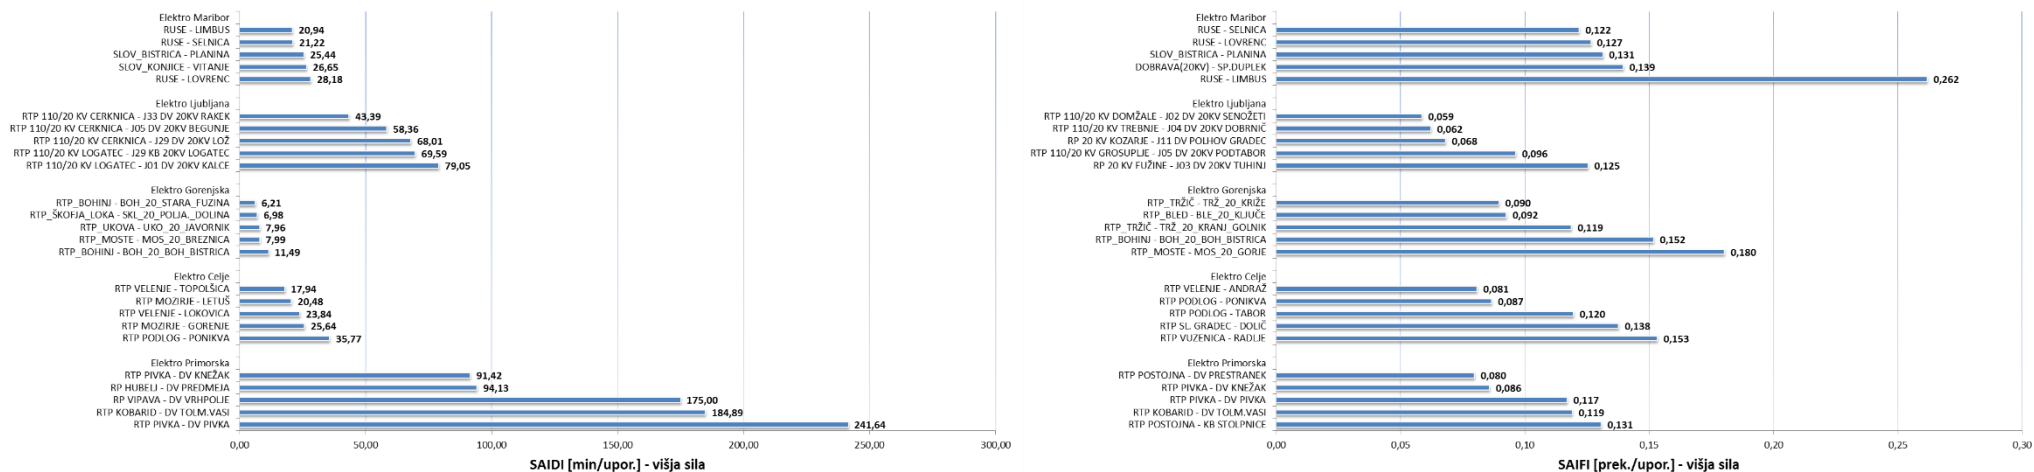 Elektro Maribor
RUSE - LIMBUS 20,94
RUSE - SELNICA 21,22
SLOV_BISTRICA - PLANINA 25,44
SLOV_KONJICE - VITANJE 26,65
RUSE - LOVRENC 28,18
Elektro Ljubljana
RTP 110/20 KV CERKNICA - J33 DV 20KV RAKEK 43,39
RTP 110/20 KV CERKNICA - J05 DV 20KV BEGUNJE 58,36
RTP 110/20 KV CERKNICA - J29 DV 20KV LOŽ 68,01
RTP 110/20 KV LOGATEC - J29 KB 20KV LOGATEC 69,59
RTP 110/20 KV LOGATEC - J01 DV 20KV KALCE 79,05
Elektro Gorenjska
RTP_BOHINJ - BOH_20_STARA_FUZINA 6,21
RTP_ŠKOFJA_LOKA - SKL_20_POLJA._DOLINA 6,98
RTP_UKOVA - UKO_20_JAVORNIK 7,96
RTP_MOSTE - MOS_20_BREZNICA 7,99
RTP_BOHINJ - BOH_20_BOH_BISTRICA 11,49
Elektro Celje
RTP VELENJE - TOPOLŠICA 17,94
RTP MOZIRJE - LETUŠ 20,48
RTP VELENJE - LOKOVICA 23,84
RTP MOZIRJE - GORENJE 25,64
RTP PODLOG - PONIKVA 35,77
Elektro Primorska
RTP PIVKA - DV KNEŽAK 91,42
RP HUBELJ - DV PREDMEJA 94,13
RP VIPAVA - DV VRHPOLJE 175,00
RTP KOBARID - DV TOLM.VASI 184,89
RTP PIVKA - DV PIVKA 241,64
0,00 50,00 100,00 150,00 200,00 250,00 300,00
SAIDI [min/upor.] - višja sila
Elektro Maribor
RUSE - SELNICA 0,122
RUSE - LOVRENC 0,127
SLOV_BISTRICA - PLANINA 0,131
DOBRAVA(20KV) - SP.DUPLEK 0,139
RUSE - LIMBUS 0,262
Elektro Ljubljana
RTP 110/20 KV DOMŽALE - J02 DV 20KV SENOŽETI 0,059
RTP 110/20 KV TREBNJE - J04 DV 20KV DOBRNIČ 0,062
RP 20 KV KOZARJE - J11 DV POLHOV GRADEC 0,068
RTP 110/20 KV GROSUPLJE - J05 DV 20KV PODTABOR 0,096
RP 20 KV FUŽINE - J03 DV 20KV TUHINJ 0,125
Elektro Gorenjska
RTP_TRŽIČ - TRŽ_20_KRIŽE 0,090
RTP_BLED - BLE_20_KLJUČE 0,092
RTP_TRŽIČ - TRŽ_20_KRANJ_GOLNIK 0,119
RTP_BOHINJ - BOH_20_BOH_BISTRICA 0,152
RTP_MOSTE - MOS_20_GORJE 0,180
Elektro Celje
RTP VELENJE - ANDRAŽ 0,081
RTP PODLOG - PONIKVA 0,087
RTP PODLOG - TABOR 0,120
RTP SL. GRADEC - DOLIČ 0,138
RTP VUZENICA - RADLJE 0,153
Elektro Primorska
RTP POSTOJNA - DV PRESTRANEK 0,080
RTP PIVKA - DV KNEŽAK 0,086
RTP PIVKA - DV PIVKA 0,117
RTP KOBARID - DV TOLM.VASI 0,119
RTP POSTOJNA - KB STOLPNICE 0,131
0,00 0,05 0,10 0,15 0,20 0,25 0,30
SAIFI [prek./upor.] - višja sila